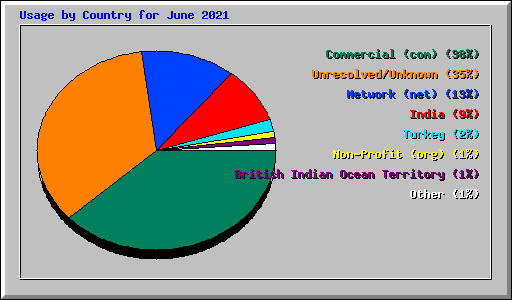 Usage by Country for June 2021
Commercial (com) (38%)
Unresolved/Unknown (35%)
Network (net) (13%)
India (9%)
Turkey (2%)
Non-Profit (org) (1%)
British Indian Ocean Territory (1%)
Other (1%)